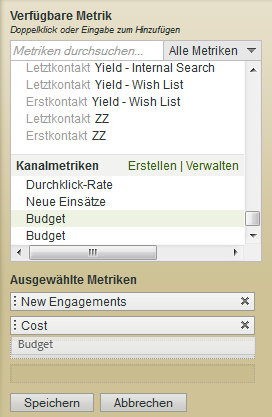 Verfügbare Metrik
Doppelklick oder Eingabe zum Hinzufügen
Metriken durchsuchen... Alle Metriken
Letztkontakt Yield - Internal Search
Letztkontakt Yield - Wish List
Erstkontakt Yield - Wish List
Letztkontakt ZZ
Erstkontakt ZZ
Kanalmetriken Erstellen | Verwalten
Durchklick-Rate
Neue Einsätze
Budget
Budget
Ausgewählte Metriken
New Engagements
Cost
Budget
Speichern Abbrechen